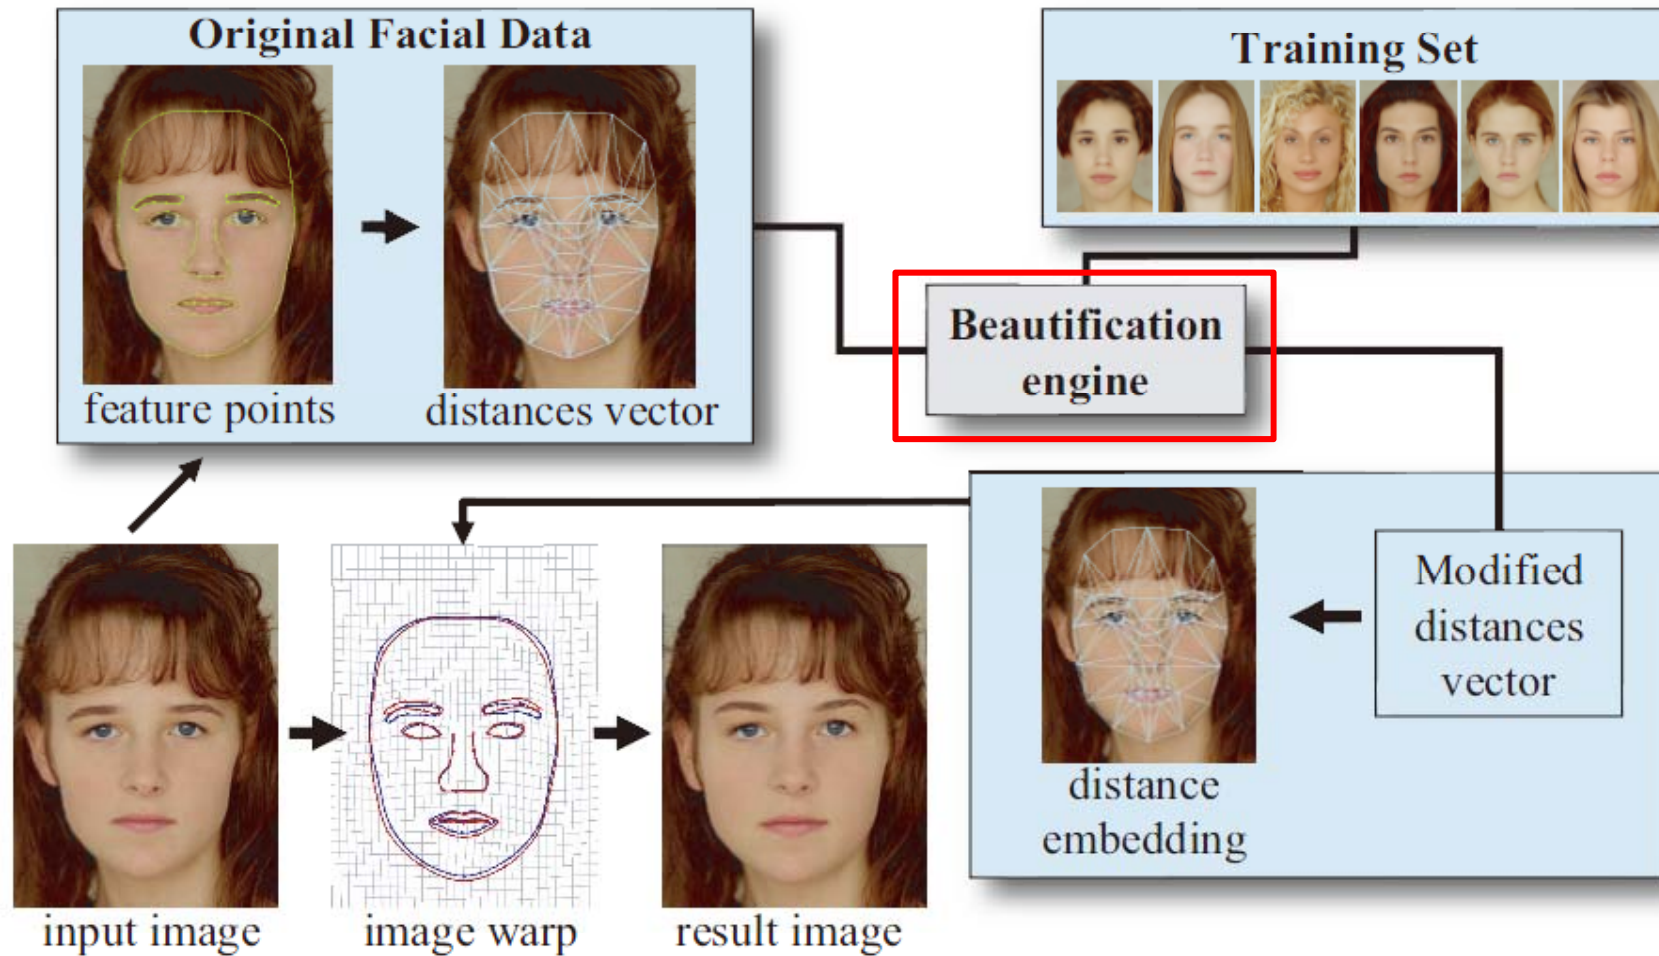 Original Facial Data
feature points
distances vector
Training Set
Beautification
engine
Modified
distances
vector
distance
embedding
input image
image warp
result image